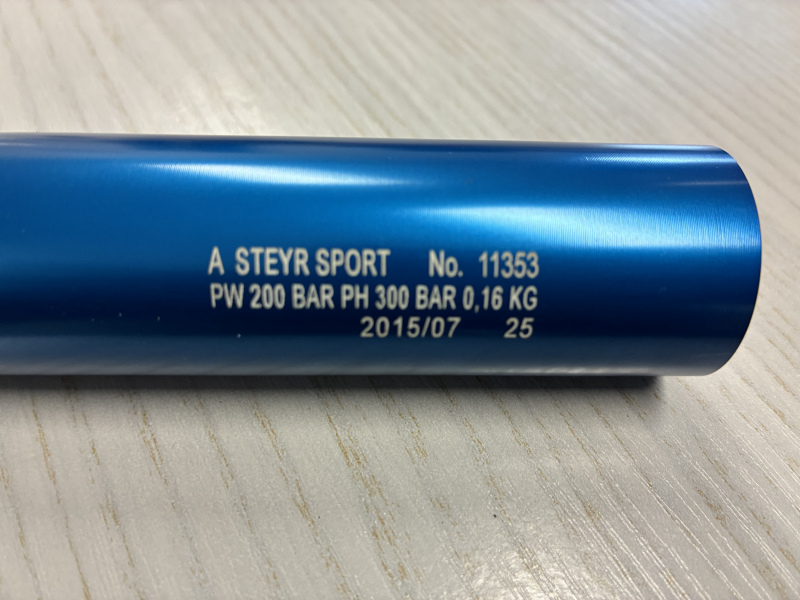 A STEYR SPORT No. 11353
PW 200 BAR PH 300 BAR 0,16 KG
2015/07 25